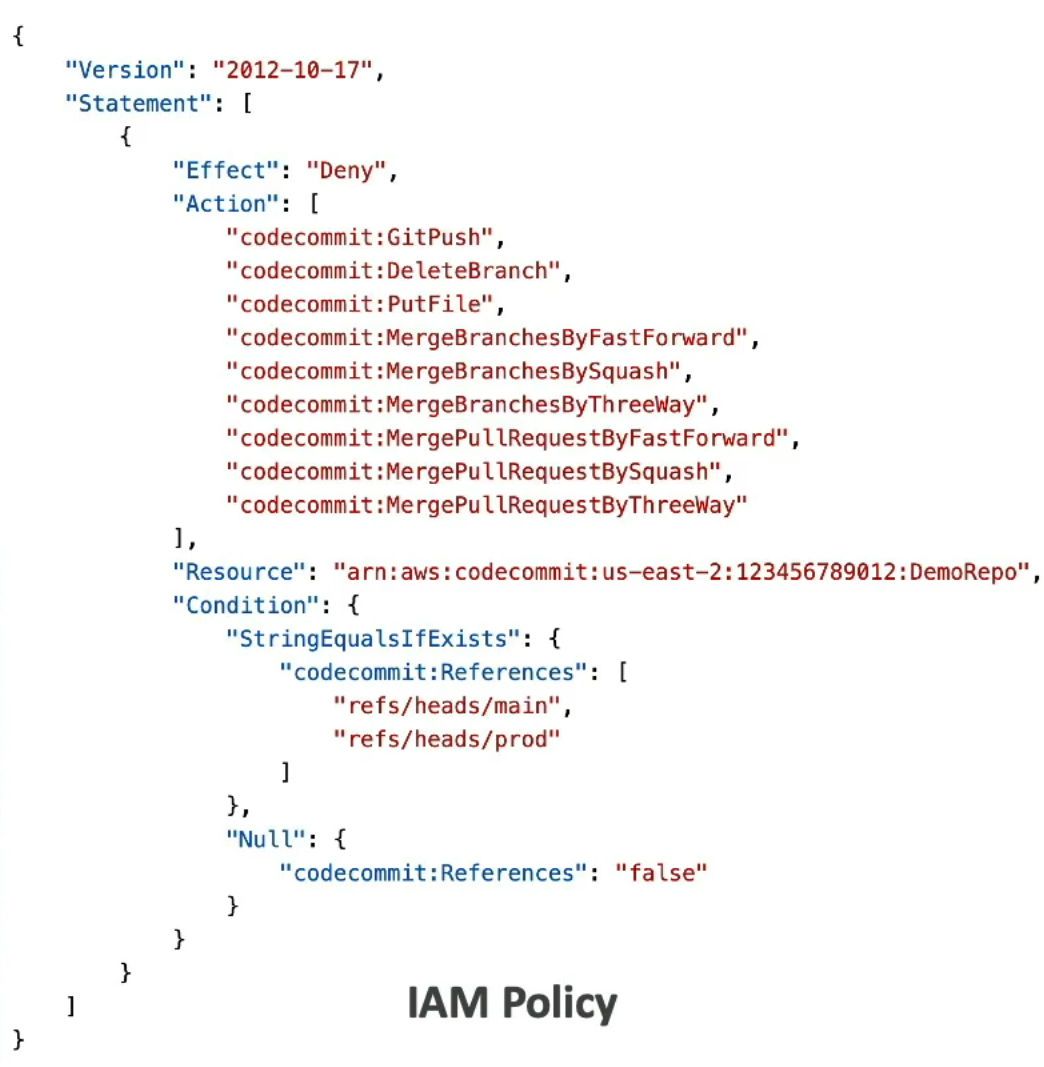 {
    "Version": "2012-10-17",
    "Statement": [
        {
            "Effect": "Deny",
            "Action": [
                "codecommit:GitPush",
                "codecommit:DeleteBranch",
                "codecommit:PutFile",
                "codecommit:MergeBranchesByFastForward",
                "codecommit:MergeBranchesBySquash",
                "codecommit:MergeBranchesByThreeWay",
                "codecommit:MergePullRequestByFastForward",
                "codecommit:MergePullRequestBySquash",
                "codecommit:MergePullRequestByThreeWay"
            ],
            "Resource": "arn:aws:codecommit:us-east-2:123456789012:DemoRepo",
            "Condition": {
                "StringEqualsIfExists": {
                    "codecommit:References": [
                        "refs/heads/main",
                        "refs/heads/prod"
                    ]
                },
                "Null": {
                    "codecommit:References": "false"
                }
            }
        }
    ]
}
IAM Policy